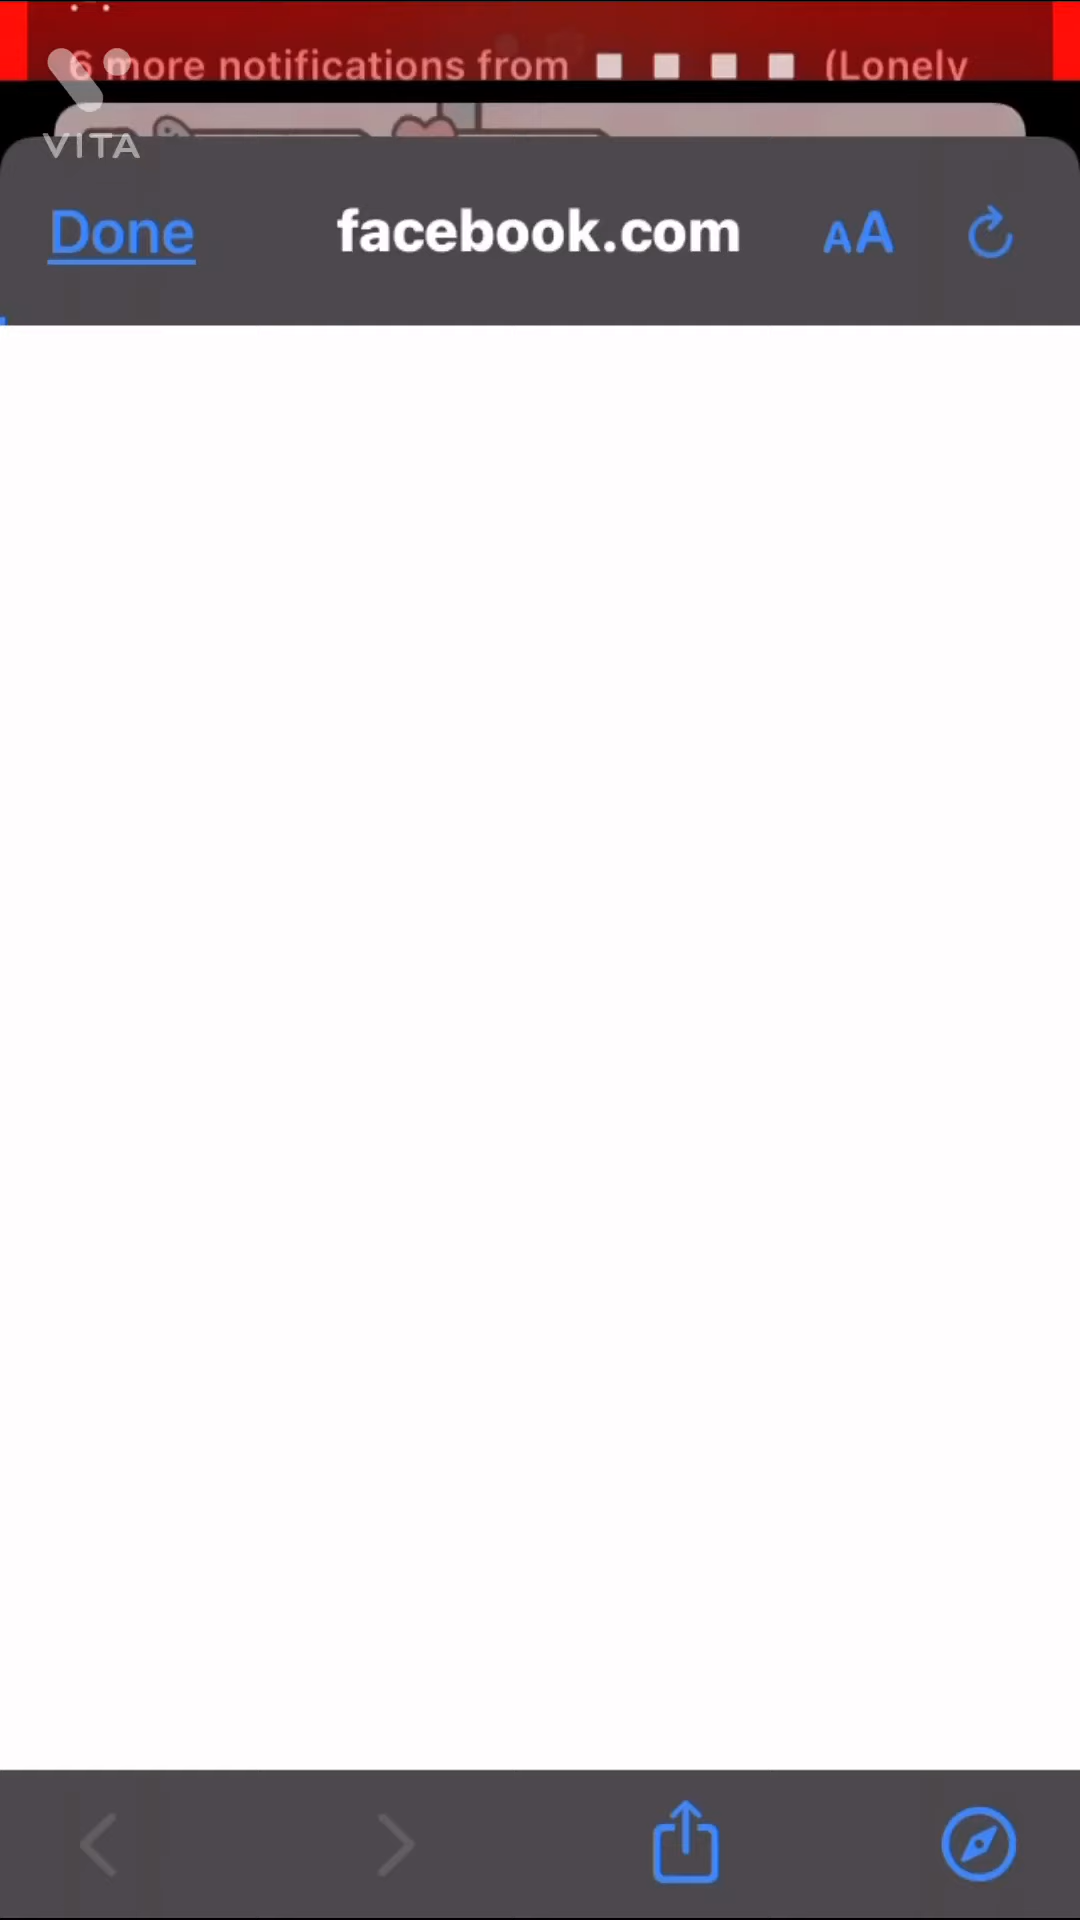 6 more notifications from ◻ ◻ ◻ ◻ (Lonely
VITA
Done facebook.com AA